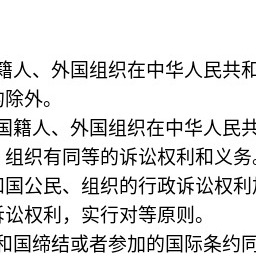 籍人、外国组织在中华人民共和
的除外。
国籍人、外国组织在中华人民共
、组织有同等的诉讼权利和义务。
和国公民、组织的行政诉讼权利加
诉讼权利，实行对等原则。
和国缔结或者参加的国际条约同